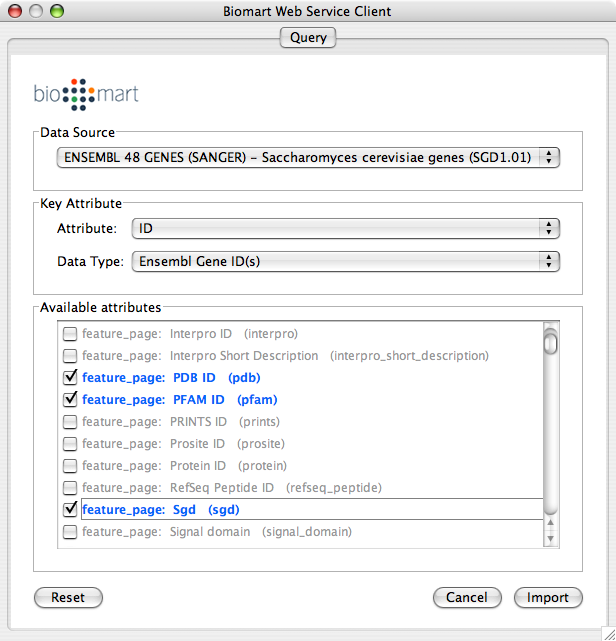 Biomart Web Service Client
Query
bio mart
Data Source
ENSEMBL 48 GENES (SANGER) - Saccharomyces cerevisiae genes (SGD1.01)
Key Attribute
Attribute: ID
Data Type: Ensembl Gene ID(s)
Available attributes
feature_page: Interpro ID (interpro)
feature_page: Interpro Short Description (interpro_short_description)
feature_page: PDB ID (pdb)
feature_page: PFAM ID (pfam)
feature_page: PRINTS ID (prints)
feature_page: Prosite ID (prosite)
feature_page: Protein ID (protein)
feature_page: RefSeq Peptide ID (refseq_peptide)
feature_page: Sgd (sgd)
feature_page: Signal domain (signal_domain)
Reset Cancel Import